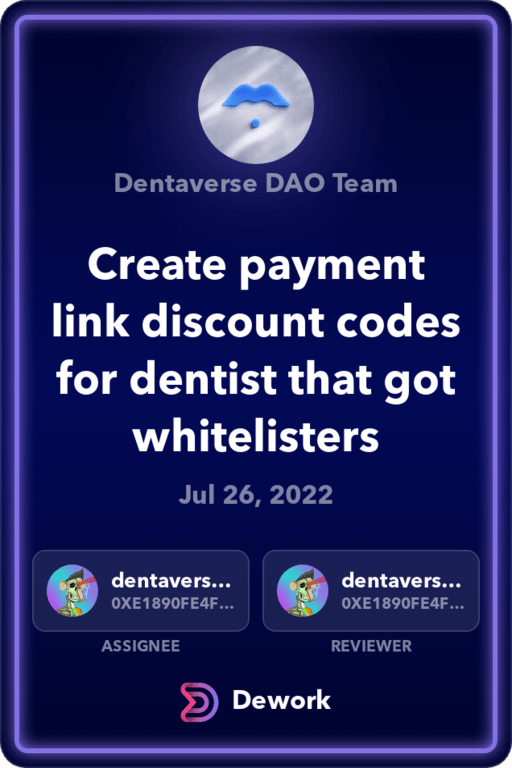 Dentaverse DAO Team
Create payment
link discount codes
for dentist that got
whitelisters
Jul 26, 2022
dentavers...
0XE1890FE4F...
ASSIGNEE
dentavers...
0XE1890FE4F...
REVIEWER
Dework